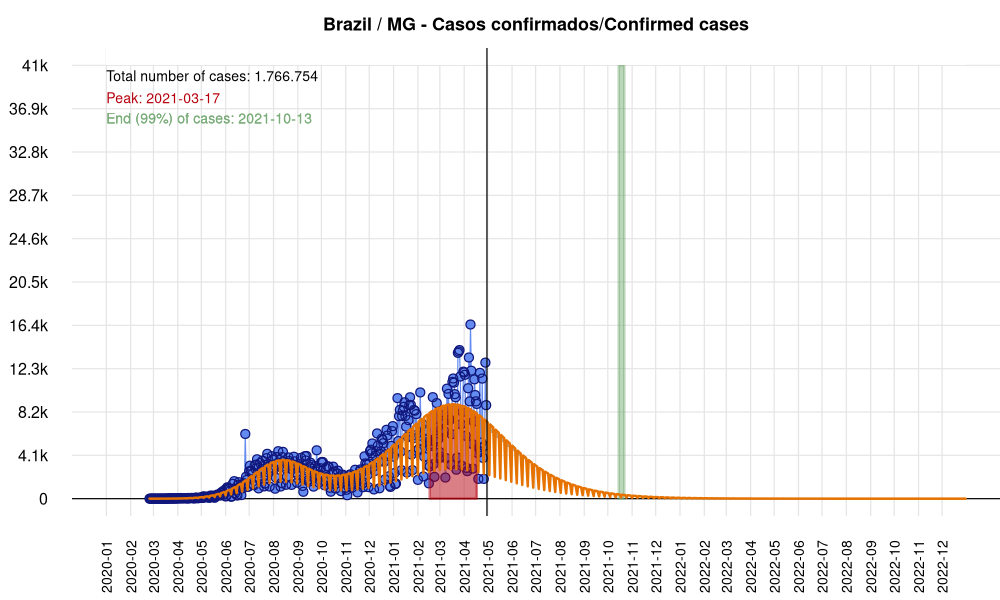 Brazil / MG - Casos confirmados/Confirmed cases
41k
36.9k
32.8k
28.7k
24.6k
20.5k
16.4k
12.3k
8.2k
4.1k
0
Total number of cases: 1.766.754
Peak: 2021-03-17
End (99%) of cases: 2021-10-13
2020-01
2020-02
2020-03
2020-04
2020-05
2020-06
2020-07
2020-08
2020-09
2020-10
2020-11
2020-12
2021-01
2021-02
2021-03
2021-04
2021-05
2021-06
2021-07
2021-08
2021-09
2021-10
2021-11
2021-12
2022-01
2022-02
2022-03
2022-04
2022-05
2022-06
2022-07
2022-08
2022-09
2022-10
2022-11
2022-12